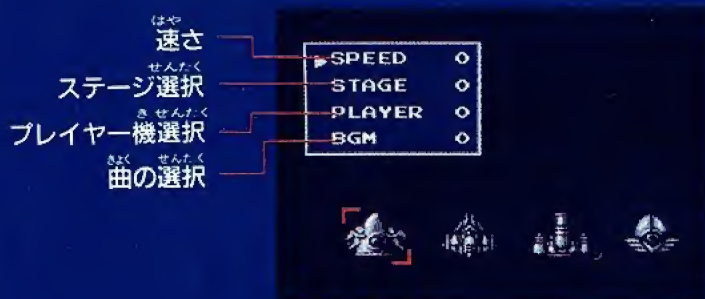 はや
速さ
せんたく
ステージ選択
き せんたく
プレイヤー機選択
きょく せんたく
曲の選択
SPEED 0
STAGE 0
PLAYER 0
BGM 0